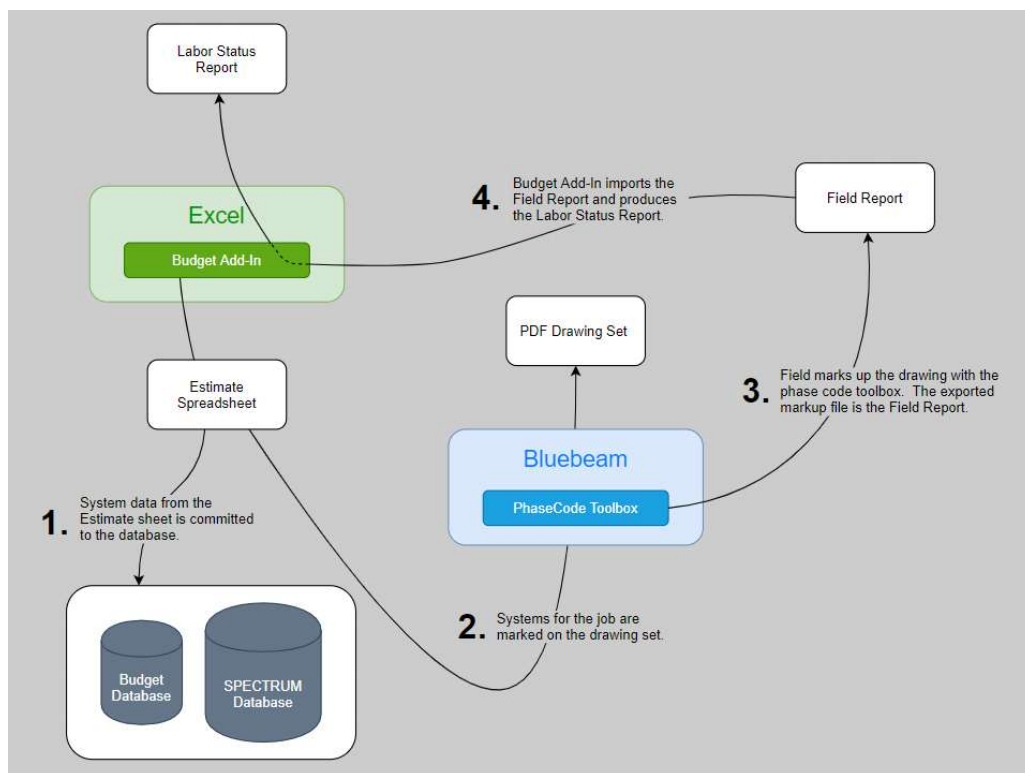 Labor Status
Report
Excel
Budget Add-In
4.
Budget Add-In imports the
Field Report and produces
the Labor Status Report.
Field Report
PDF Drawing Set
Estimate
Spreadsheet
3.
Field marks up the drawing with the
phase code toolbox.  The exported
markup file is the Field Report.
Bluebeam
PhaseCode Toolbox
1.
System data from the
Estimate sheet is committed
to the database.
2.
Systems for the job are
marked on the drawing set.
Budget
Database
SPECTRUM
Database